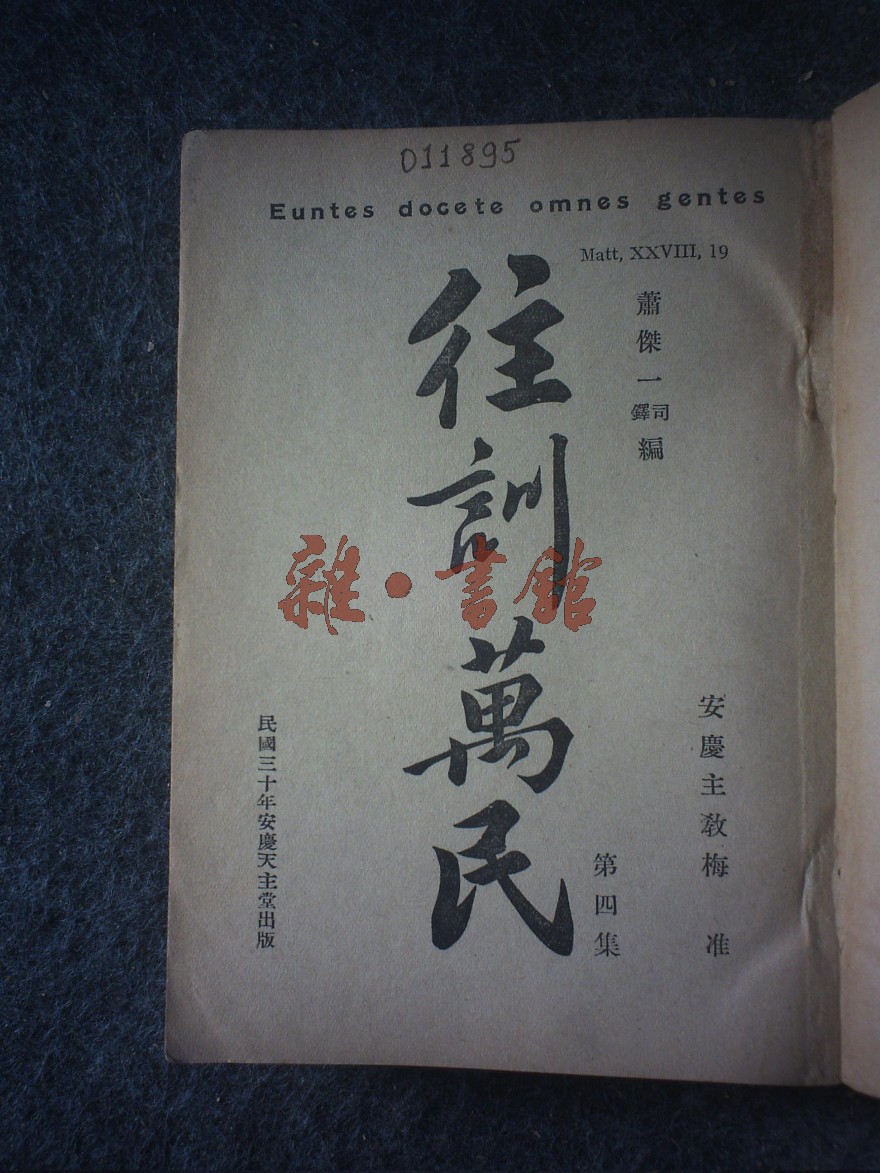 011895
Euntes docete omnes gentes
Matt, XXVIII, 19
蕭傑一司鐸編
安慶主教梅准
往訓萬民
第四集
民國三十年安慶天主堂出版
雜·書館